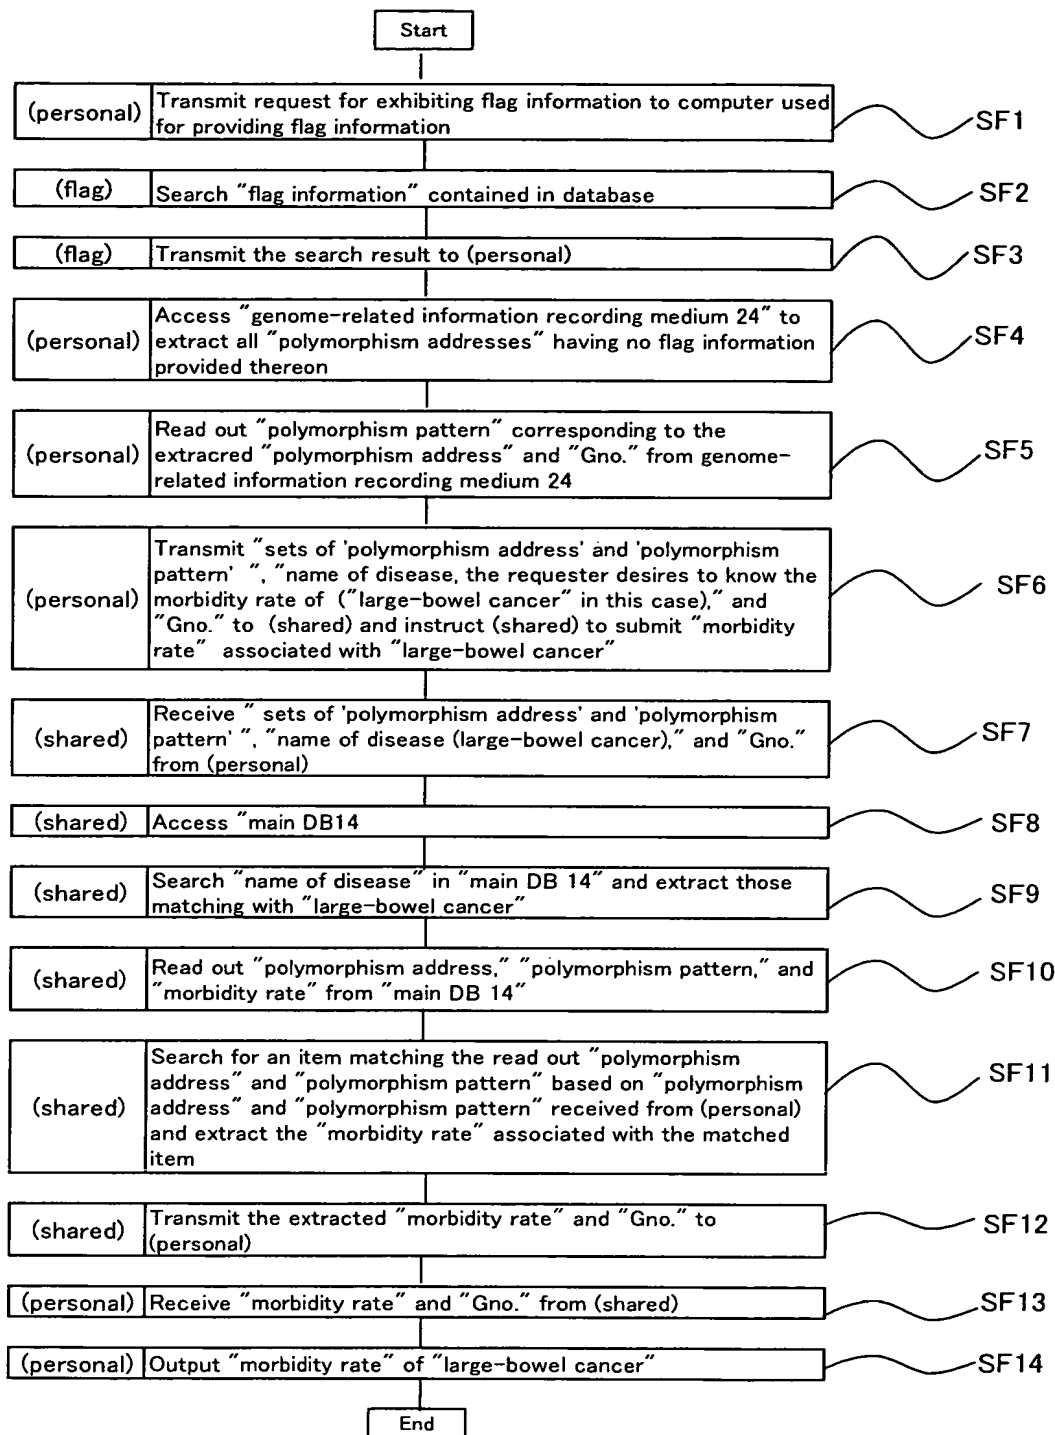 Start
(personal) Transmit request for exhibiting flag information to computer used
for providing flag information
SF1
(flag) Search "flag information" contained in database
SF2
(flag) Transmit the search result to (personal)
SF3
(personal) Access "genome-related information recording medium 24" to
extract all "polymorphism addresses" having no flag information
provided thereon
SF4
(personal) Read out "polymorphism pattern" corresponding to the
extracred "polymorphism address" and "Gno." from genome-
related information recording medium 24
SF5
(personal) Transmit "sets of 'polymorphism address' and 'polymorphism
pattern' ", "name of disease, the requester desires to know the
morbidity rate of ("large-bowel cancer" in this case)," and
"Gno." to (shared) and instruct (shared) to submit "morbidity
rate" associated with "large-bowel cancer"
SF6
(shared) Receive " sets of 'polymorphism address' and 'polymorphism
pattern' ", "name of disease (large-bowel cancer)," and "Gno."
from (personal)
SF7
(shared) Access "main DB14
SF8
(shared) Search "name of disease" in "main DB 14" and extract those
matching with "large-bowel cancer"
SF9
(shared) Read out "polymorphism address," "polymorphism pattern," and
"morbidity rate" from "main DB 14"
SF10
(shared) Search for an item matching the read out "polymorphism
address" and "polymorphism pattern" based on "polymorphism
address" and "polymorphism pattern" received from (personal)
and extract the "morbidity rate" associated with the matched
item
SF11
(shared) Transmit the extracted "morbidity rate" and "Gno." to
(personal)
SF12
(personal) Receive "morbidity rate" and "Gno." from (shared)
SF13
(personal) Output "morbidity rate" of "large-bowel cancer"
SF14
End